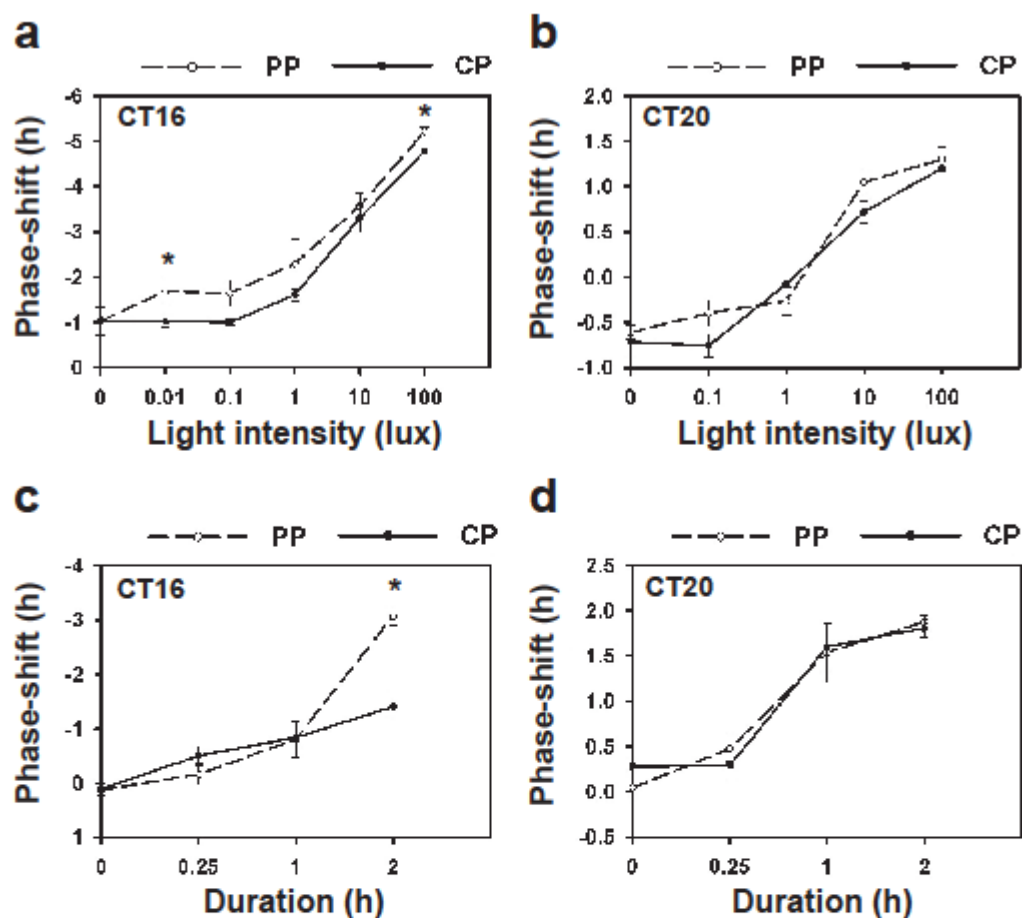 a
PP CP
CT16
Phase-shift (h)
-6
-5
-4
-3
-2
-1
0
*
*
0 0.01 0.1 1 10 100
Light intensity (lux)
b
PP CP
CT20
Phase-shift (h)
2.0
1.5
1.0
0.5
0.0
-0.5
-1.0
0 0.1 1 10 100
Light intensity (lux)
c
PP CP
CT16
Phase-shift (h)
-4
-3
-2
-1
0
1
*
0 0.25 1 2
Duration (h)
d
PP CP
CT20
Phase-shift (h)
2.5
2.0
1.5
1.0
0.5
0.0
-0.5
0 0.25 1 2
Duration (h)